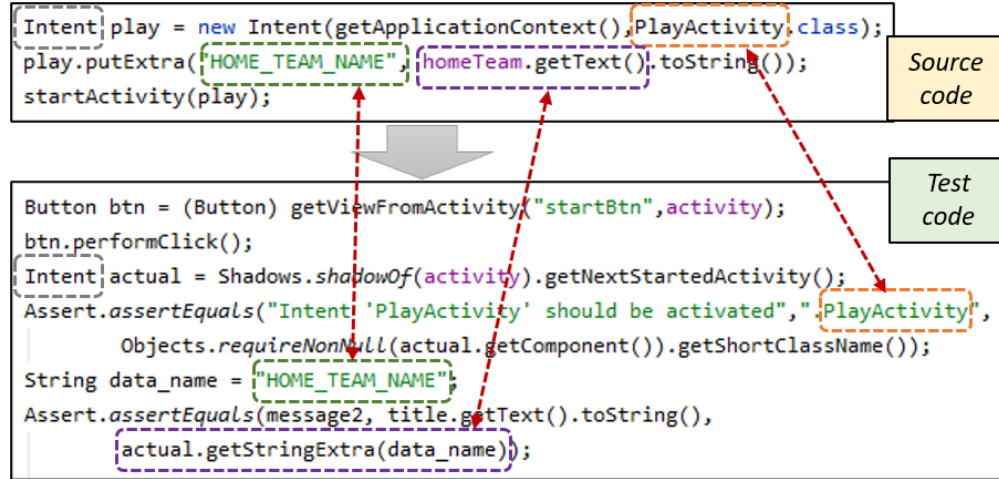 Intent play = new Intent(getApplicationContext(),PlayActivity.class);
play.putExtra("HOME_TEAM_NAME", homeTeam.getText().toString());
startActivity(play);
Source
code
Test
code
Button btn = (Button) getViewFromActivity("startBtn",activity);
btn.performClick();
Intent actual = Shadows.shadowOf(activity).getNextStartedActivity();
Assert.assertEquals("Intent 'PlayActivity' should be activated",".PlayActivity",
Objects.requireNonNull(actual.getComponent()).getShortClassName());
String data_name = "HOME_TEAM_NAME";
Assert.assertEquals(message2, title.getText().toString(),
actual.getStringExtra(data_name));